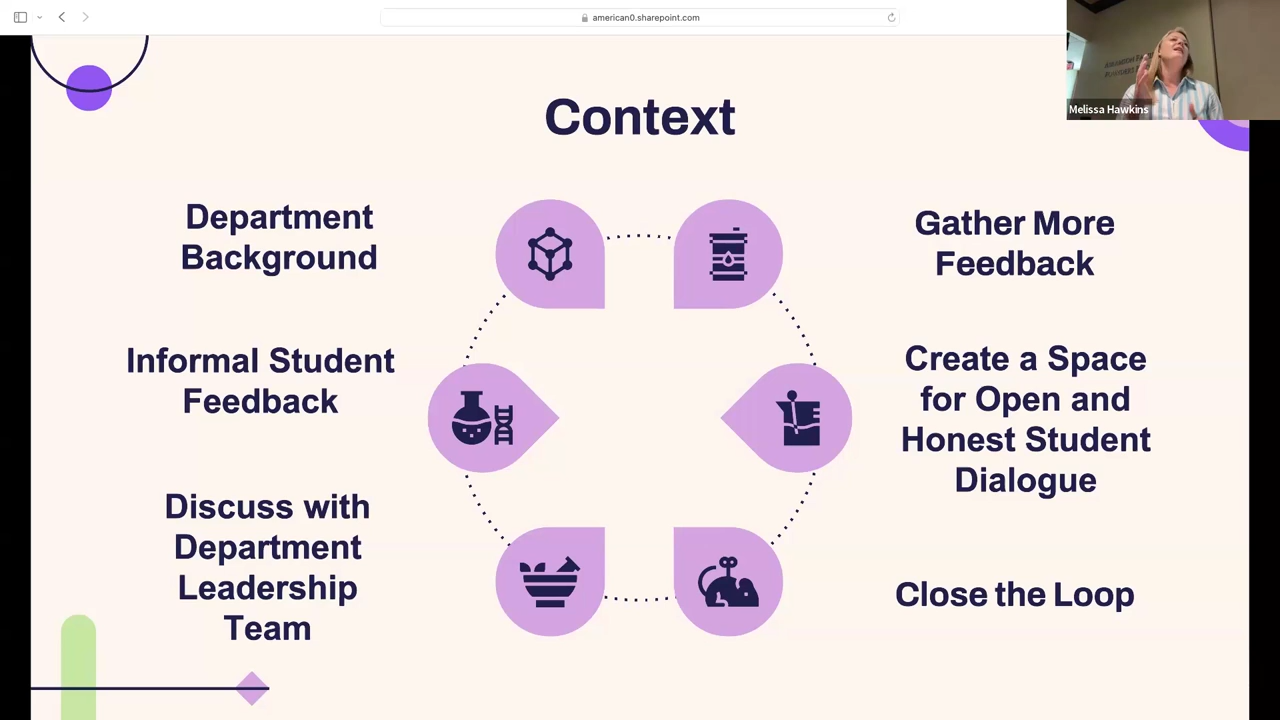 american0.sharepoint.com
Melissa Hawkins
Context
Department
Background
Informal Student
Feedback
Discuss with
Department
Leadership
Team
Gather More
Feedback
Create a Space
for Open and
Honest Student
Dialogue
Close the Loop